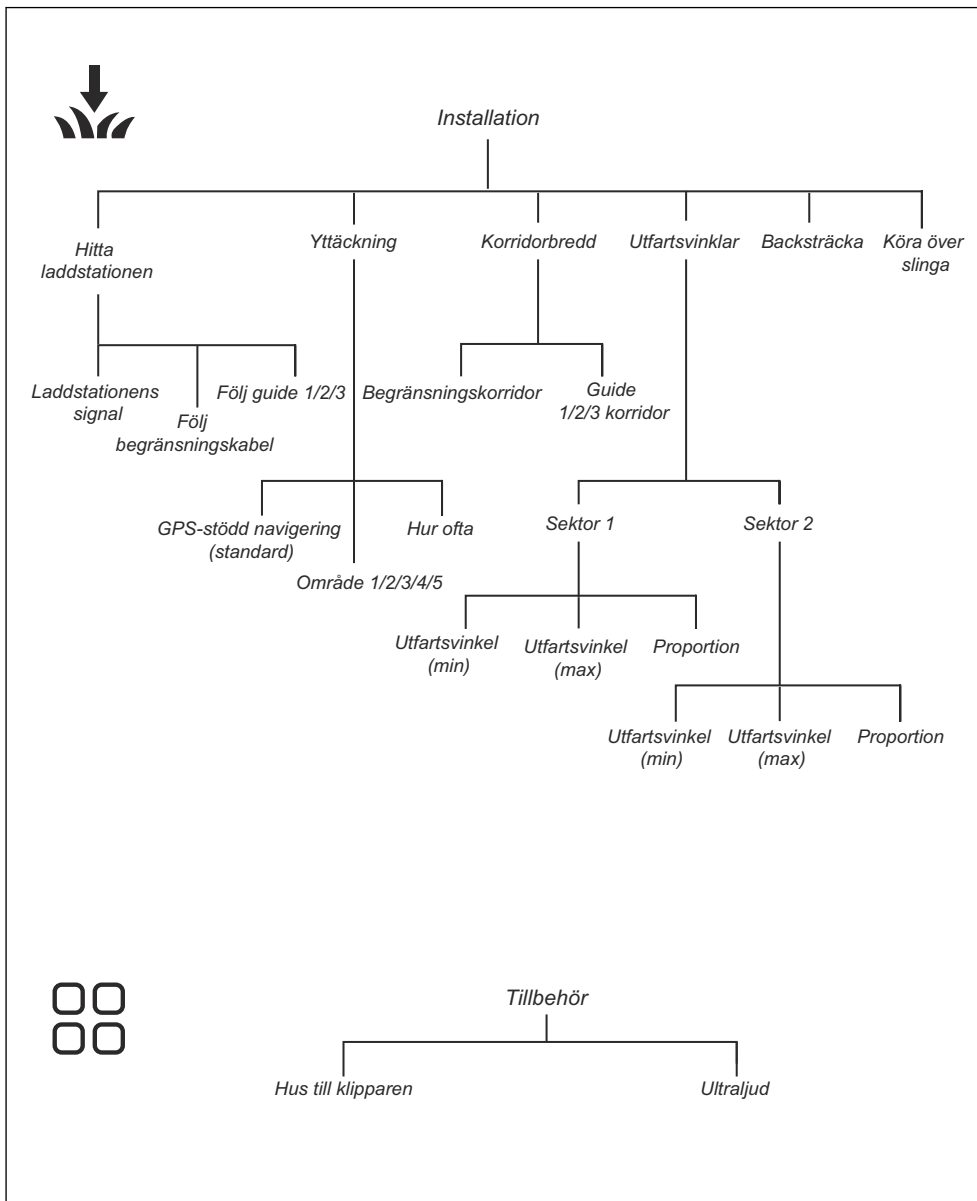 Installation
Hitta
laddstationen
Yttäckning
Korridorbredd
Utfartsvinklar
Backsträcka
Köra över
slinga
Laddstationens
signal
Följ
begränsningskabel
Följ guide 1/2/3
Begränsningskorridor
Guide
1/2/3 korridor
GPS-stödd navigering
(standard)
Område 1/2/3/4/5
Hur ofta
Sektor 1
Sektor 2
Utfartsvinkel
(min)
Utfartsvinkel
(max)
Proportion
Utfartsvinkel
(min)
Utfartsvinkel
(max)
Proportion
Tillbehör
Hus till klipparen
Ultraljud